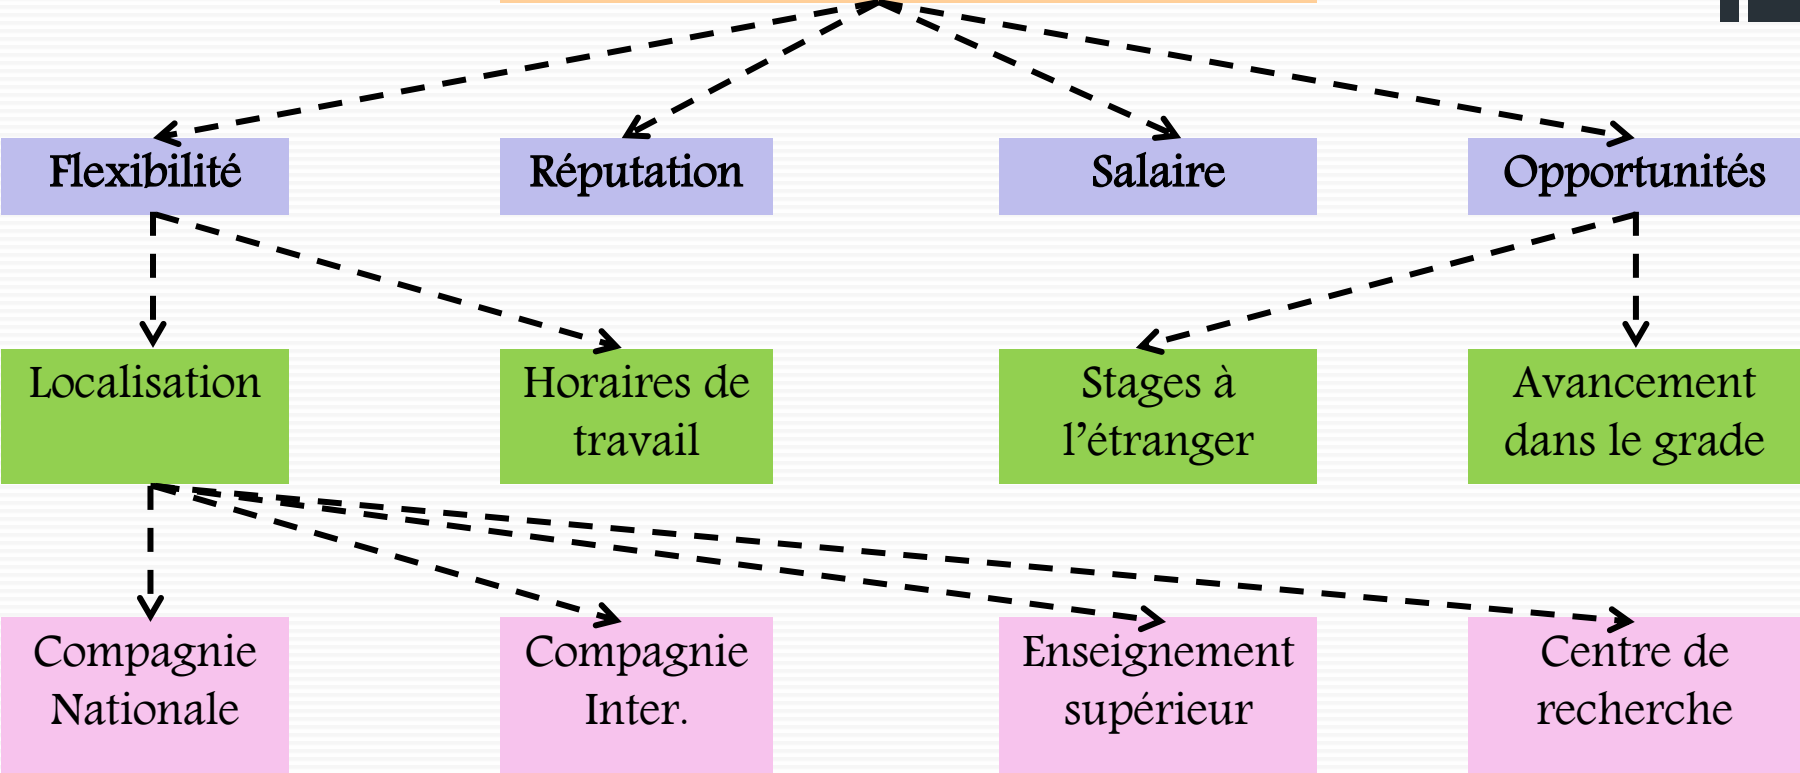 Flexibilité
Réputation
Salaire
Opportunités
Localisation
Horaires de
travail
Stages à
l’étranger
Avancement
dans le grade
Compagnie
Nationale
Compagnie
Inter.
Enseignement
supérieur
Centre de
recherche